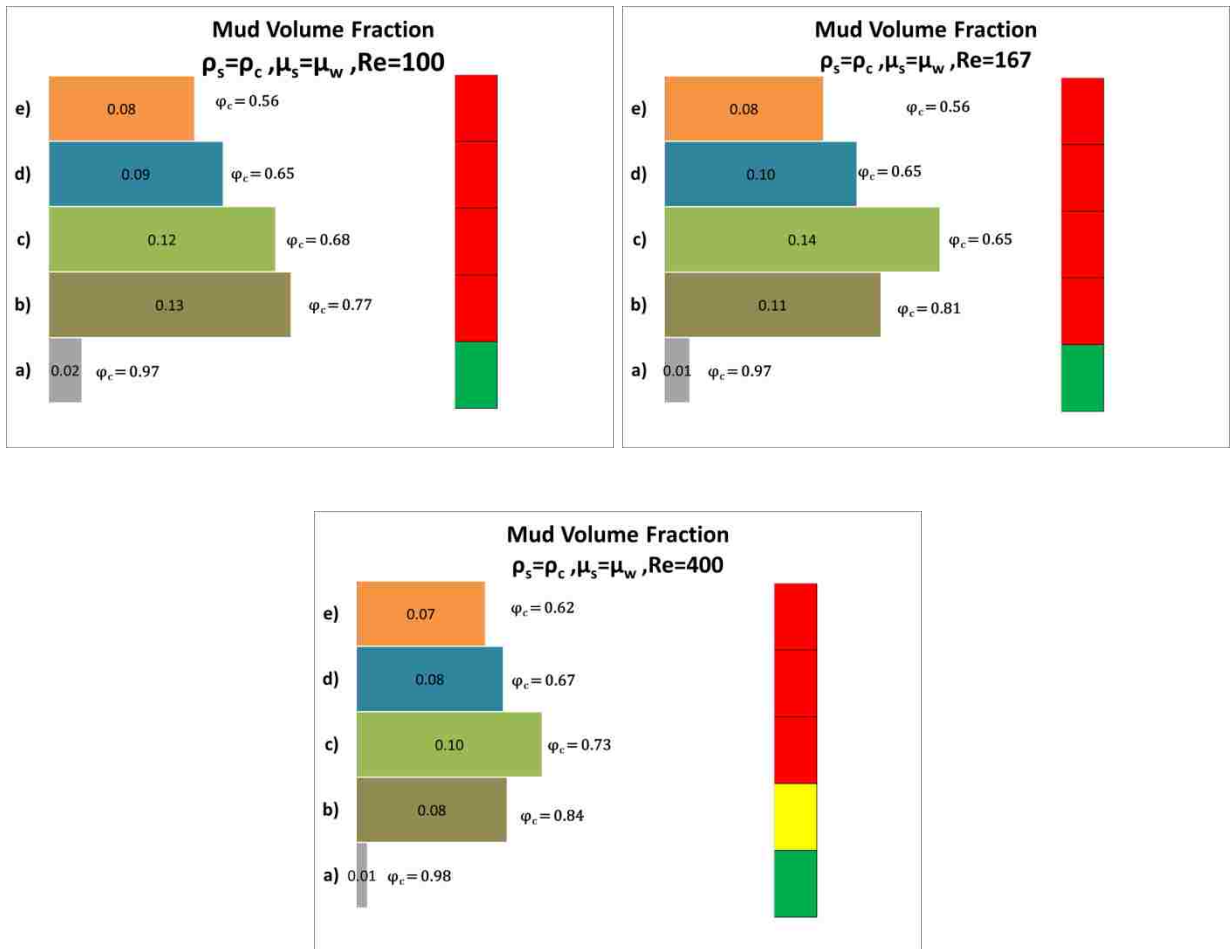 Mud Volume Fraction
ρs=ρc ,μs=μw ,Re=100
e) 0.08 φc = 0.56
d) 0.09 φc = 0.65
c) 0.12 φc = 0.68
b) 0.13 φc = 0.77
a) 0.02 φc = 0.97
Mud Volume Fraction
ρs=ρc ,μs=μw ,Re=167
e) 0.08 φc = 0.56
d) 0.10 φc = 0.65
c) 0.14 φc = 0.65
b) 0.11 φc = 0.81
a) 0.01 φc = 0.97
Mud Volume Fraction
ρs=ρc ,μs=μw ,Re=400
e) 0.07 φc = 0.62
d) 0.08 φc = 0.67
c) 0.10 φc = 0.73
b) 0.08 φc = 0.84
a) 0.01 φc = 0.98